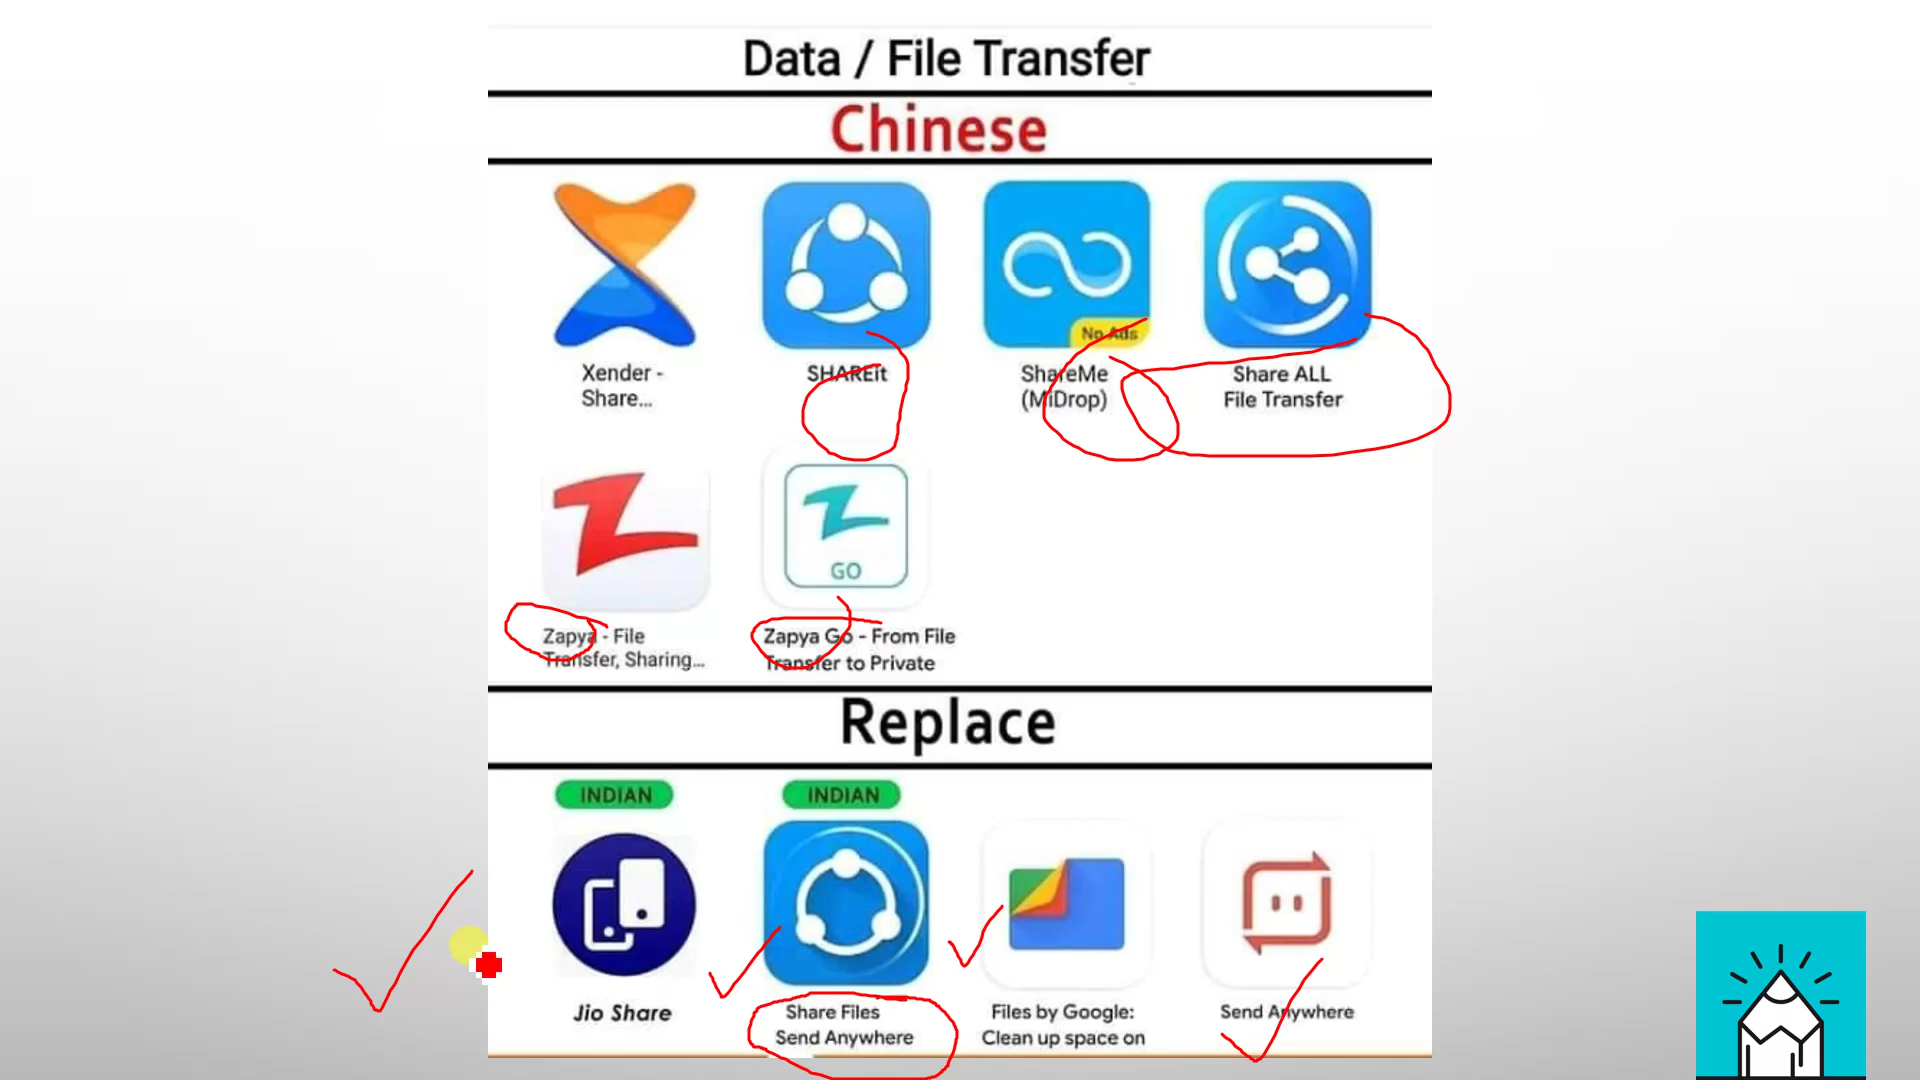 Data / File Transfer
Chinese
No Ads
Xender -
Share...
SHAREit
ShareMe
(MiDrop)
Share ALL
File Transfer
GO
Zapya - File
Transfer, Sharing...
Zapya Go - From File
Transfer to Private
Replace
INDIAN
INDIAN
Jio Share
Share Files
Send Anywhere
Files by Google:
Clean up space on
Send Anywhere